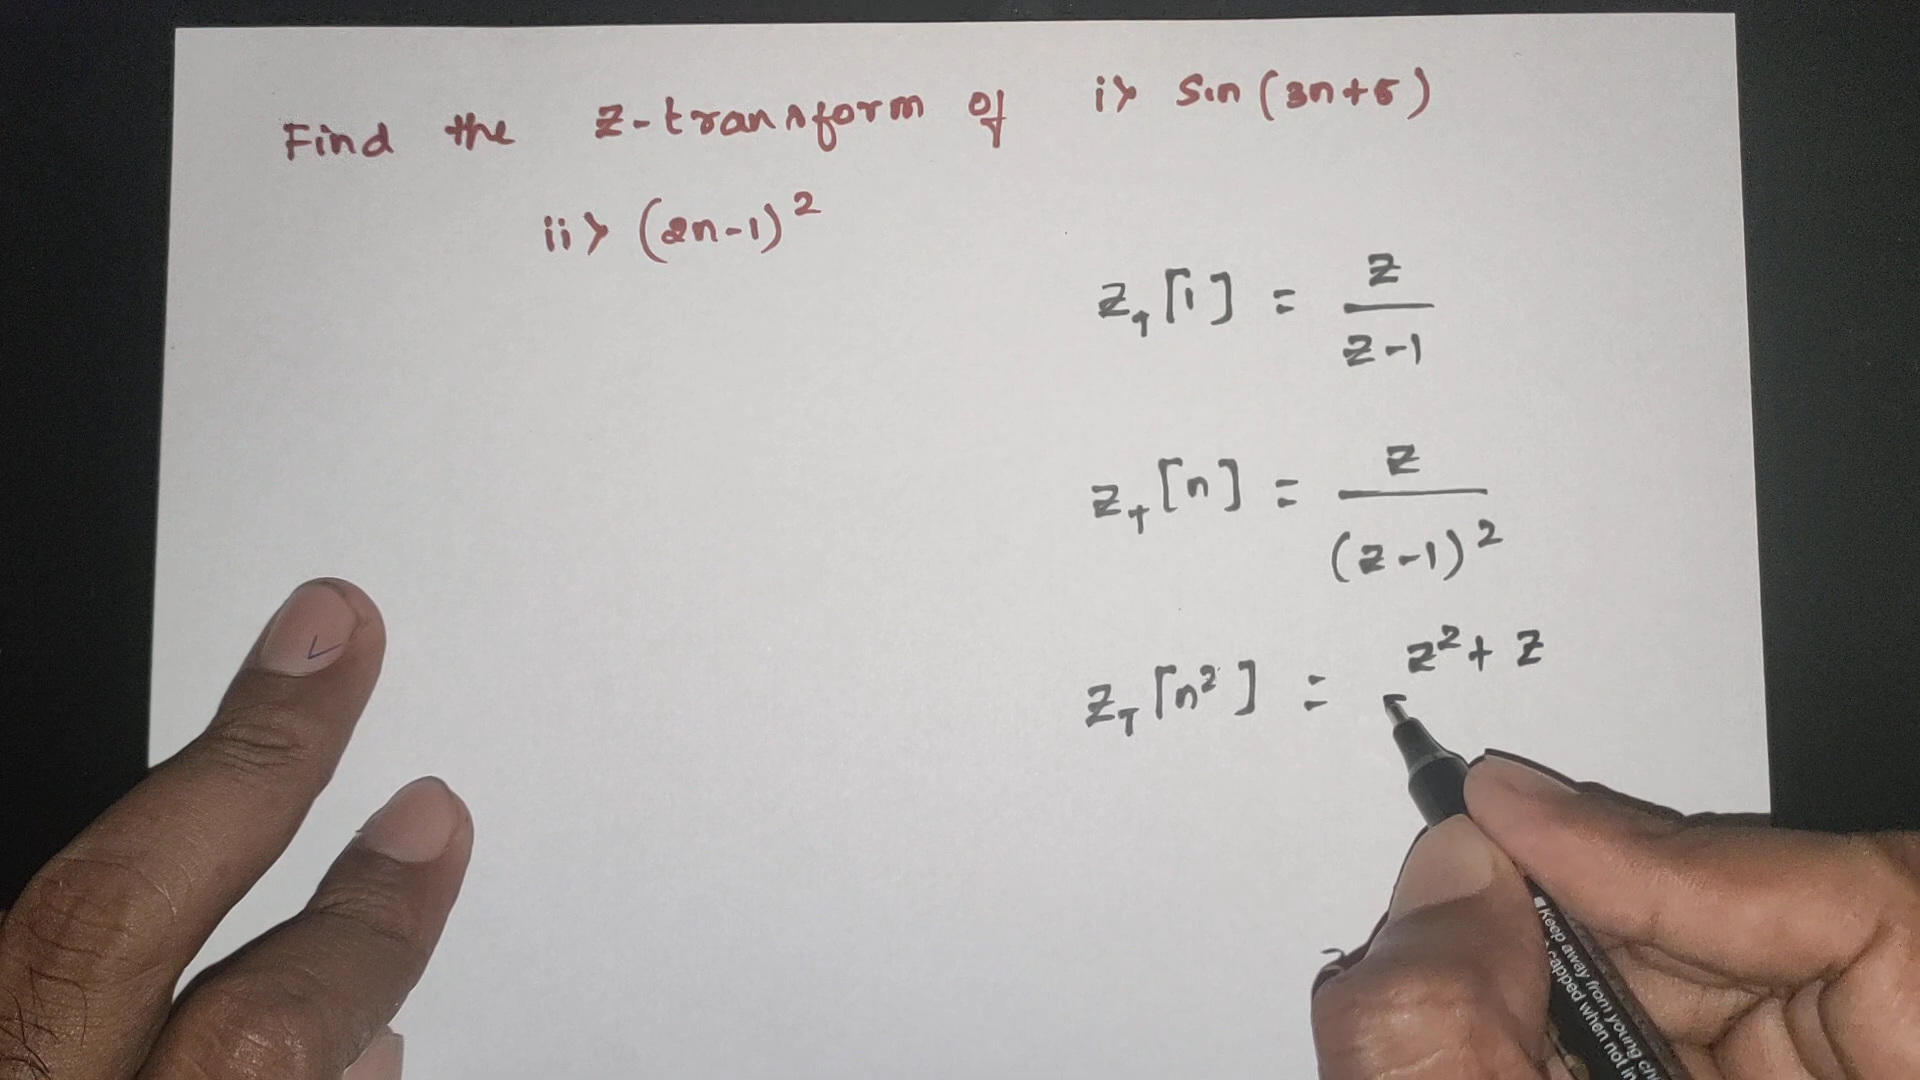 Find the Z-transform of i> Sin (3n+5)
ii> (2n-1)²
Z_T [1] = z / z-1
Z_T [n] = z / (z-1)²
Z_T [n²] = z² + z
Keep away from young chi
capped when not in